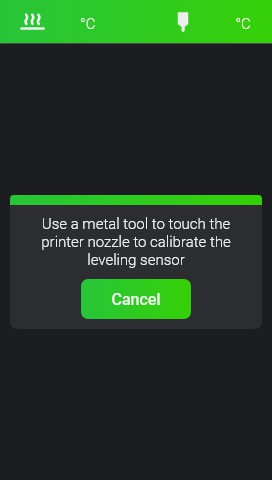 °C °C
Use a metal tool to touch the
printer nozzle to calibrate the
leveling sensor
Cancel